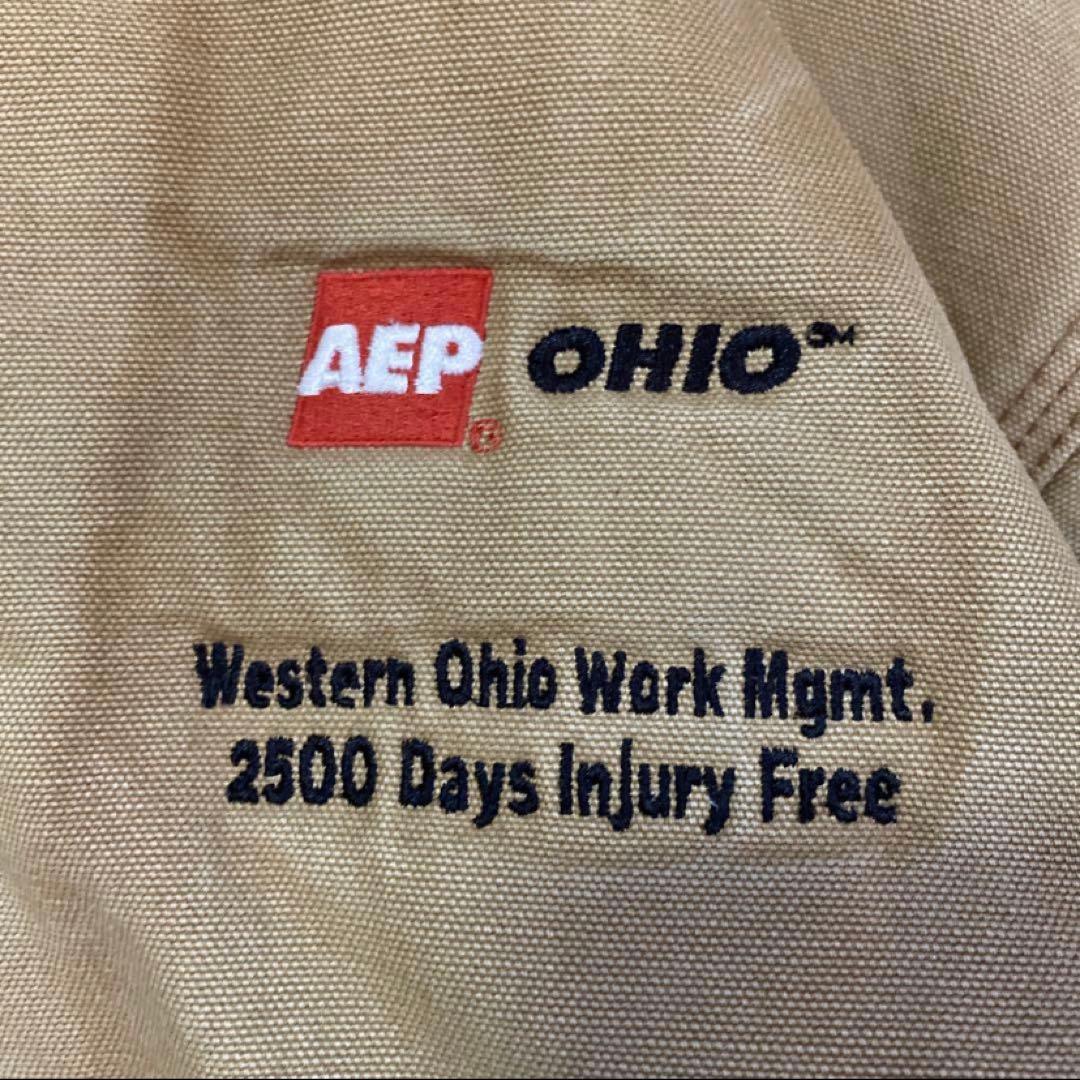 AEP® OHIO℠
Western Ohio Work Mgmt.
2500 Days Injury Free